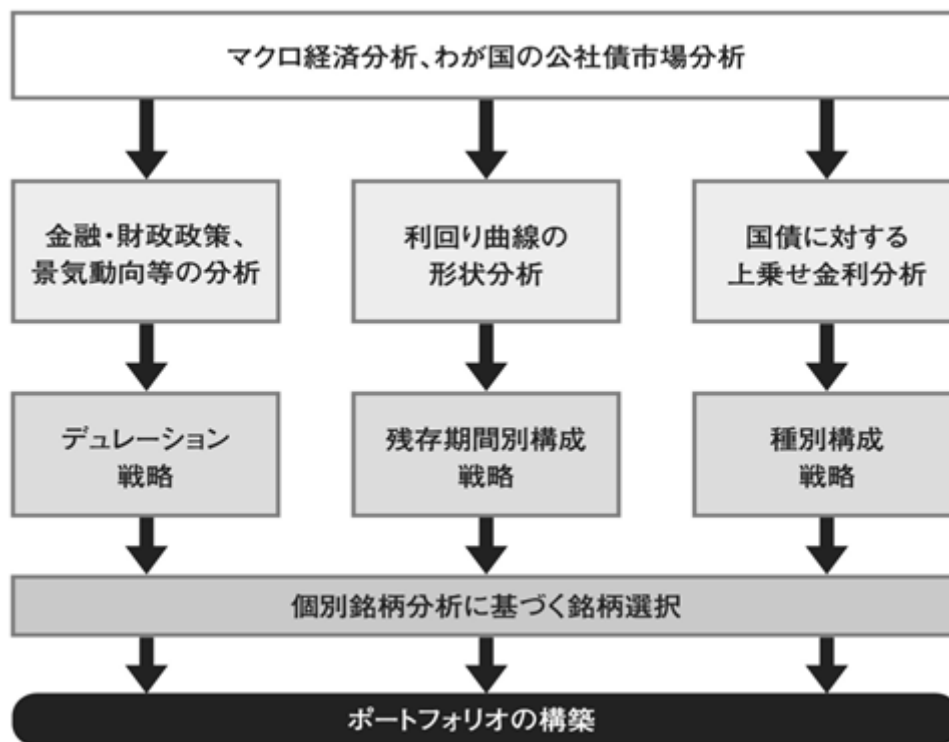 マクロ経済分析、わが国の公社債市場分析
金融・財政政策、
景気動向等の分析
利回り曲線の
形状分析
国債に対する
上乗せ金利分析
デュレーション
戦略
残存期間別構成
戦略
種別構成
戦略
個別銘柄分析に基づく銘柄選択
ポートフォリオの構築